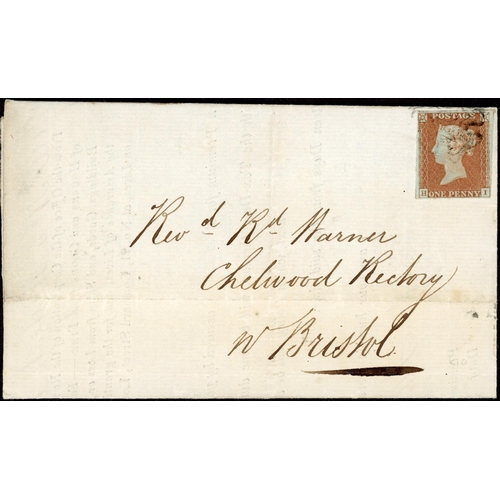 POSTAGE
ONE PENNY
H I
Revd Rd Warner
Chelwood Rectory
nr Bristol